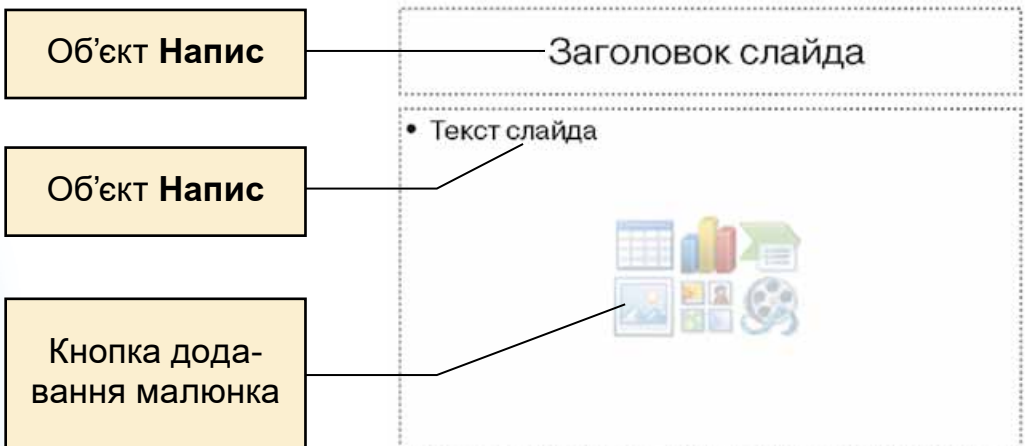 Об’єкт Напис
Заголовок слайда
• Текст слайда
Об’єкт Напис
Кнопка дода-
вання малюнка